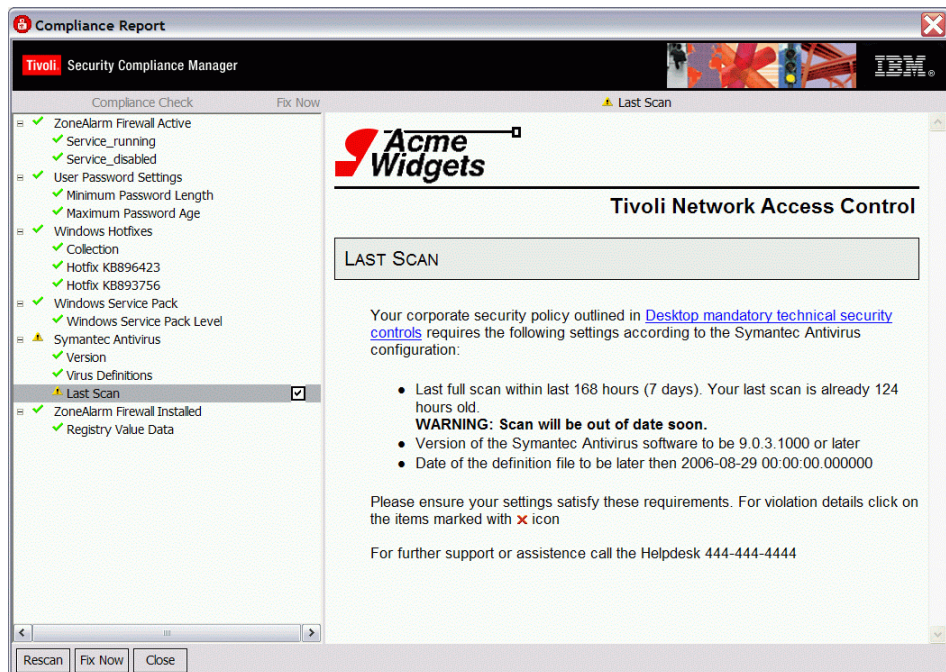 Compliance Report
Tivoli. Security Compliance Manager
IBM®
Compliance Check Fix Now
Last Scan
ZoneAlarm Firewall Active
Service_running
Service_disabled
User Password Settings
Minimum Password Length
Maximum Password Age
Windows Hotfixes
Collection
Hotfix KB896423
Hotfix KB893756
Windows Service Pack
Windows Service Pack Level
Symantec Antivirus
Version
Virus Definitions
Last Scan
ZoneAlarm Firewall Installed
Registry Value Data
Acme
Widgets
Tivoli Network Access Control
LAST SCAN
Your corporate security policy outlined in Desktop mandatory technical security
controls requires the following settings according to the Symantec Antivirus
configuration:
● Last full scan within last 168 hours (7 days). Your last scan is already 124
hours old.
WARNING: Scan will be out of date soon.
● Version of the Symantec Antivirus software to be 9.0.3.1000 or later
● Date of the definition file to be later then 2006-08-29 00:00:00.000000
Please ensure your settings satisfy these requirements. For violation details click on
the items marked with x icon
For further support or assistence call the Helpdesk 444-444-4444
Rescan Fix Now Close